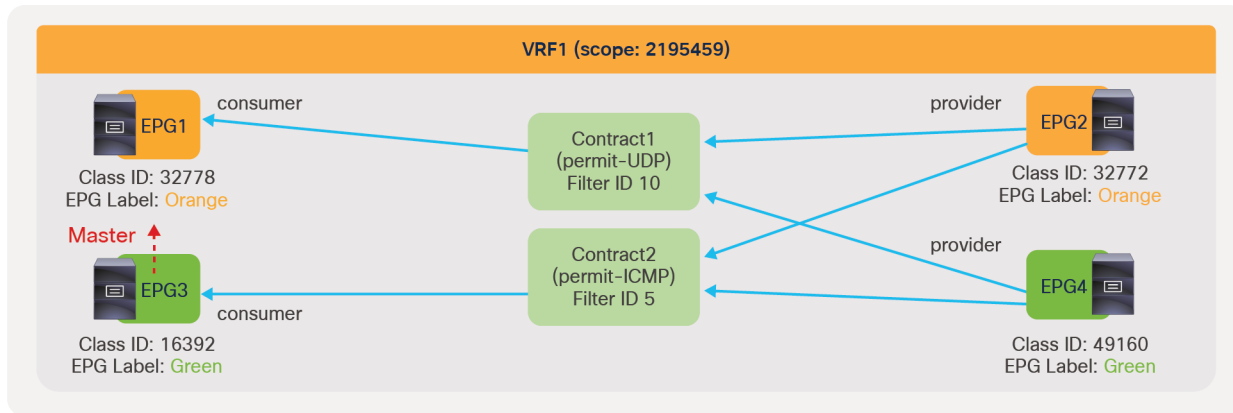 VRF1 (scope: 2195459)
consumer
provider
EPG1
Contract1
(permit-UDP)
Filter ID 10
EPG2
Class ID: 32778
EPG Label: Orange
Class ID: 32772
EPG Label: Orange
Master
EPG3
consumer
Contract2
(permit-ICMP)
Filter ID 5
provider
EPG4
Class ID: 16392
EPG Label: Green
Class ID: 49160
EPG Label: Green